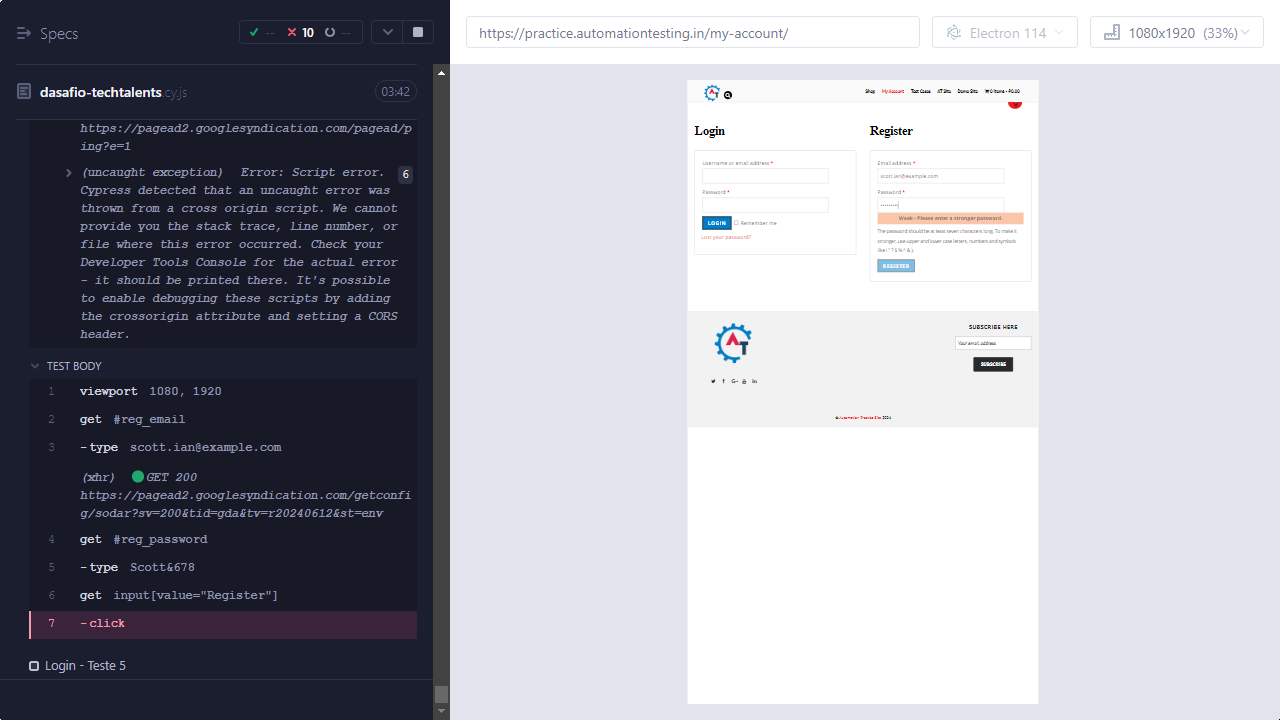 Specs
--
10
--
https://practice.automationtesting.in/my-account/
Electron 114
1080x1920 (33%)
dasafio-techtalents.cy.js
03:42
https://pagead2.googlesyndication.com/pagead/p
ing?e=1
(uncaught exception) Error: Script error.
6
Cypress detected that an uncaught error was
thrown from a cross origin script. We cannot
provide you the stack trace, line number, or
file where this error occurred. Check your
Developer Tools Console for the actual error
- it should be printed there. It's possible
to enable debugging these scripts by adding
the crossorigin attribute and setting a CORS
header.
TEST BODY
1 viewport 1080, 1920
2 get #reg_email
3 -type scott.ian@example.com
(xhr) GET 200
https://pagead2.googlesyndication.com/getconfi
g/sodar?sv=200&tid=gda&tv=r20240612&st=env
4 get #reg_password
5 -type Scott&678
6 get input[value="Register"]
7 -click
Login - Teste 5
AT
Shop My Account Test Cases AT Site Demo Site 0 Items - ₹0.00
Login
Username or email address *
Password *
LOGIN Remember me
Lost your password?
Register
Email address *
scott.ian@example.com
Password *
Weak - Please enter a stronger password.
The password should be at least seven characters long. To make it
stronger, use upper and lower case letters, numbers and symbols
like ! " ? $ % ^ & ).
REGISTER
AT
SUBSCRIBE HERE
Your email address
SUBSCRIBE
© Automation Practice Site 2024